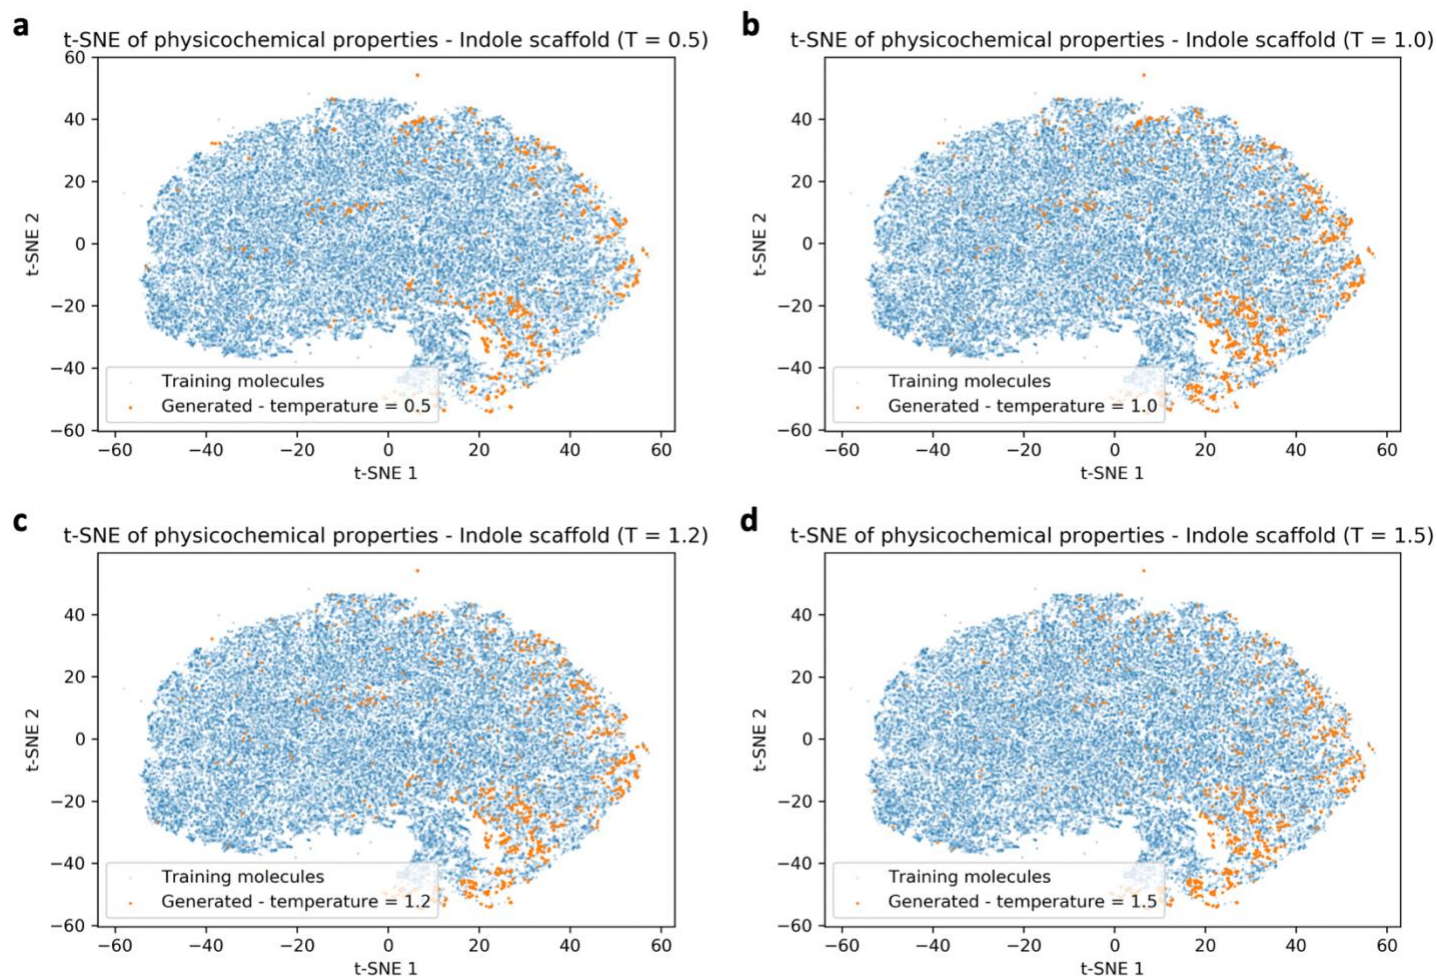 a
t-SNE of physicochemical properties - Indole scaffold (T = 0.5)
60
40
20
0
−20
−40
−60
t-SNE 2
Training molecules
Generated - temperature = 0.5
−60 −40 −20 0 20 40 60
t-SNE 1
b
t-SNE of physicochemical properties - Indole scaffold (T = 1.0)
40
20
0
−20
−40
−60
t-SNE 2
Training molecules
Generated - temperature = 1.0
−60 −40 −20 0 20 40 60
t-SNE 1
c
t-SNE of physicochemical properties - Indole scaffold (T = 1.2)
40
20
0
−20
−40
−60
t-SNE 2
Training molecules
Generated - temperature = 1.2
−60 −40 −20 0 20 40 60
t-SNE 1
d
t-SNE of physicochemical properties - Indole scaffold (T = 1.5)
40
20
0
−20
−40
−60
t-SNE 2
Training molecules
Generated - temperature = 1.5
−60 −40 −20 0 20 40 60
t-SNE 1